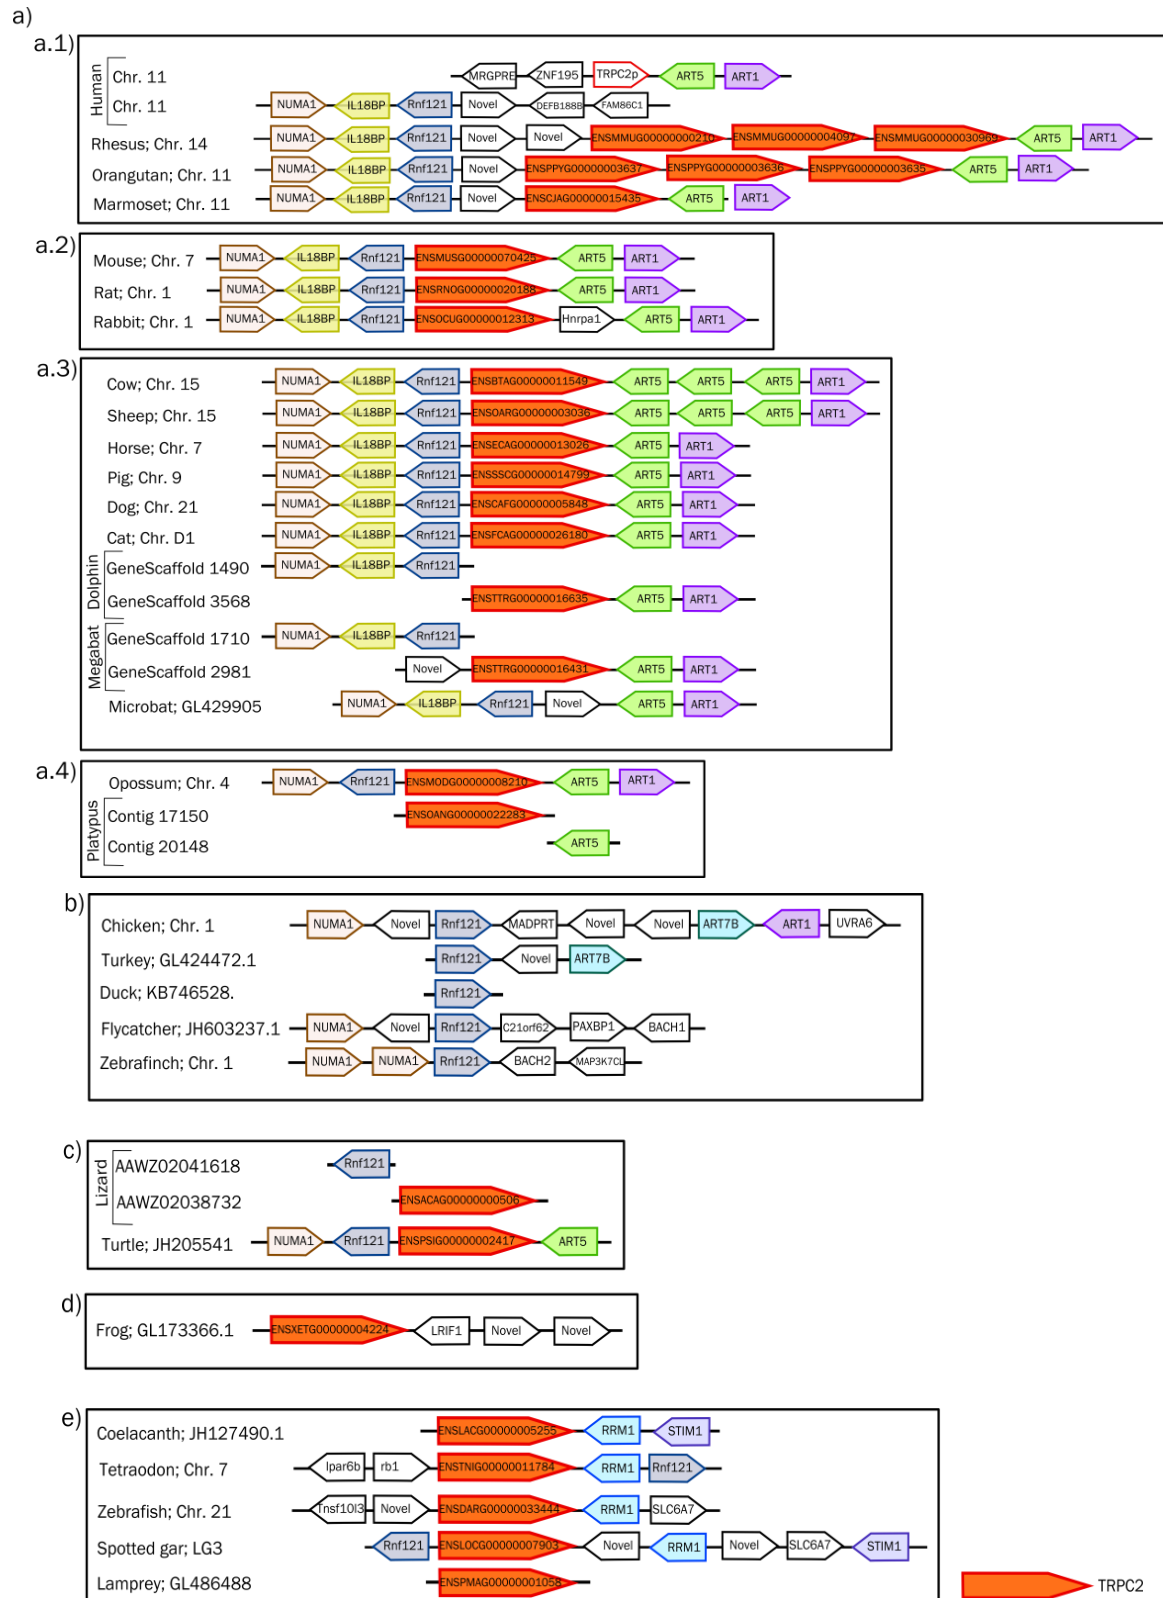 a)
a.1)
Human
Chr. 11 MRGPRE ZNF195 TRPC2p ART5 ART1
Chr. 11 NUMA1 IL18BP Rnf121 Novel DEFB188B FAM86C1
Rhesus; Chr. 14 NUMA1 IL18BP Rnf121 Novel Novel ENSMMUG00000000210 ENSMMUG00000004097 ENSMMUG00000030969 ART5 ART1
Orangutan; Chr. 11 NUMA1 IL18BP Rnf121 Novel ENSPPYG00000003637 ENSPPYG00000003636 ENSPPYG00000003635 ART5 ART1
Marmoset; Chr. 11 NUMA1 IL18BP Rnf121 Novel ENSCJAG00000015435 ART5 ART1
a.2)
Mouse; Chr. 7 NUMA1 IL18BP Rnf121 ENSMUSG00000070425 ART5 ART1
Rat; Chr. 1 NUMA1 IL18BP Rnf121 ENSRNOG00000020188 ART5 ART1
Rabbit; Chr. 1 NUMA1 IL18BP Rnf121 ENSOCUG00000012313 Hnrpa1 ART5 ART1
a.3)
Cow; Chr. 15 NUMA1 IL18BP Rnf121 ENSBTAG00000011549 ART5 ART5 ART5 ART1
Sheep; Chr. 15 NUMA1 IL18BP Rnf121 ENSOARG00000003036 ART5 ART5 ART5 ART1
Horse; Chr. 7 NUMA1 IL18BP Rnf121 ENSECAG00000013026 ART5 ART1
Pig; Chr. 9 NUMA1 IL18BP Rnf121 ENSSSCG00000014799 ART5 ART1
Dog; Chr. 21 NUMA1 IL18BP Rnf121 ENSCAFG00000005848 ART5 ART1
Cat; Chr. D1 NUMA1 IL18BP Rnf121 ENSFCAG00000026180 ART5 ART1
Dolphin
GeneScaffold 1490 NUMA1 IL18BP Rnf121
GeneScaffold 3568 ENSTTRG00000016635 ART5 ART1
Megabat
GeneScaffold 1710 NUMA1 IL18BP Rnf121
GeneScaffold 2981 Novel ENSTTRG00000016431 ART5 ART1
Microbat; GL429905 NUMA1 IL18BP Rnf121 Novel ART5 ART1
a.4)
Opossum; Chr. 4 NUMA1 Rnf121 ENSMODG00000008210 ART5 ART1
Platypus
Contig 17150 ENSOANG00000022283
Contig 20148 ART5
b)
Chicken; Chr. 1 NUMA1 Novel Rnf121 MADPRT Novel Novel ART7B ART1 UVRA6
Turkey; GL424472.1 Rnf121 Novel ART7B
Duck; KB746528. Rnf121
Flycatcher; JH603237.1 NUMA1 Novel Rnf121 C21orf62 PAXBP1 BACH1
Zebrafinch; Chr. 1 NUMA1 NUMA1 Rnf121 BACH2 MAP3K7CL
c)
Lizard
AAWZ02041618 Rnf121
AAWZ02038732 ENSACAG00000000506
Turtle; JH205541 NUMA1 Rnf121 ENSPSIG00000002417 ART5
d)
Frog; GL173366.1 ENSXETG00000004224 LRIF1 Novel Novel
e)
Coelacanth; JH127490.1 ENSLACG00000005255 RRM1 STIM1
Tetraodon; Chr. 7 lpar6b rb1 ENSTNIG00000011784 RRM1 Rnf121
Zebrafish; Chr. 21 Tnsf10l3 Novel ENSDARG00000033444 RRM1 SLC6A7
Spotted gar; LG3 Rnf121 ENSLOCG00000007903 Novel RRM1 Novel SLC6A7 STIM1
Lamprey; GL486488 ENSPMAG00000001058
TRPC2